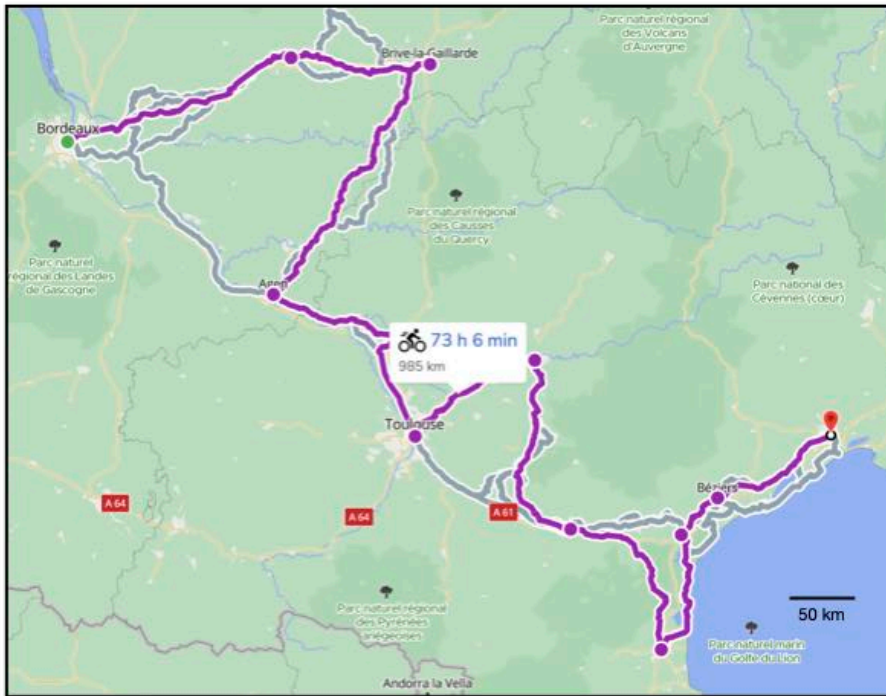 Parc naturel régional
des Volcans
d'Auvergne
Brive-la-Gaillarde
Bordeaux
Parc naturel régional
des Causses
du Quercy
Parc naturel
régional des Landes
de Gascogne
Parc national des
Cévennes (cœur)
Agen
73 h 6 min
985 km
Toulouse
Béziers
A 64
A 64
A 61
50 km
Parc naturel régional
des Pyrénées
ariégeoises
Parc naturel marin
du Golfe du Lion
Andorra la Vella